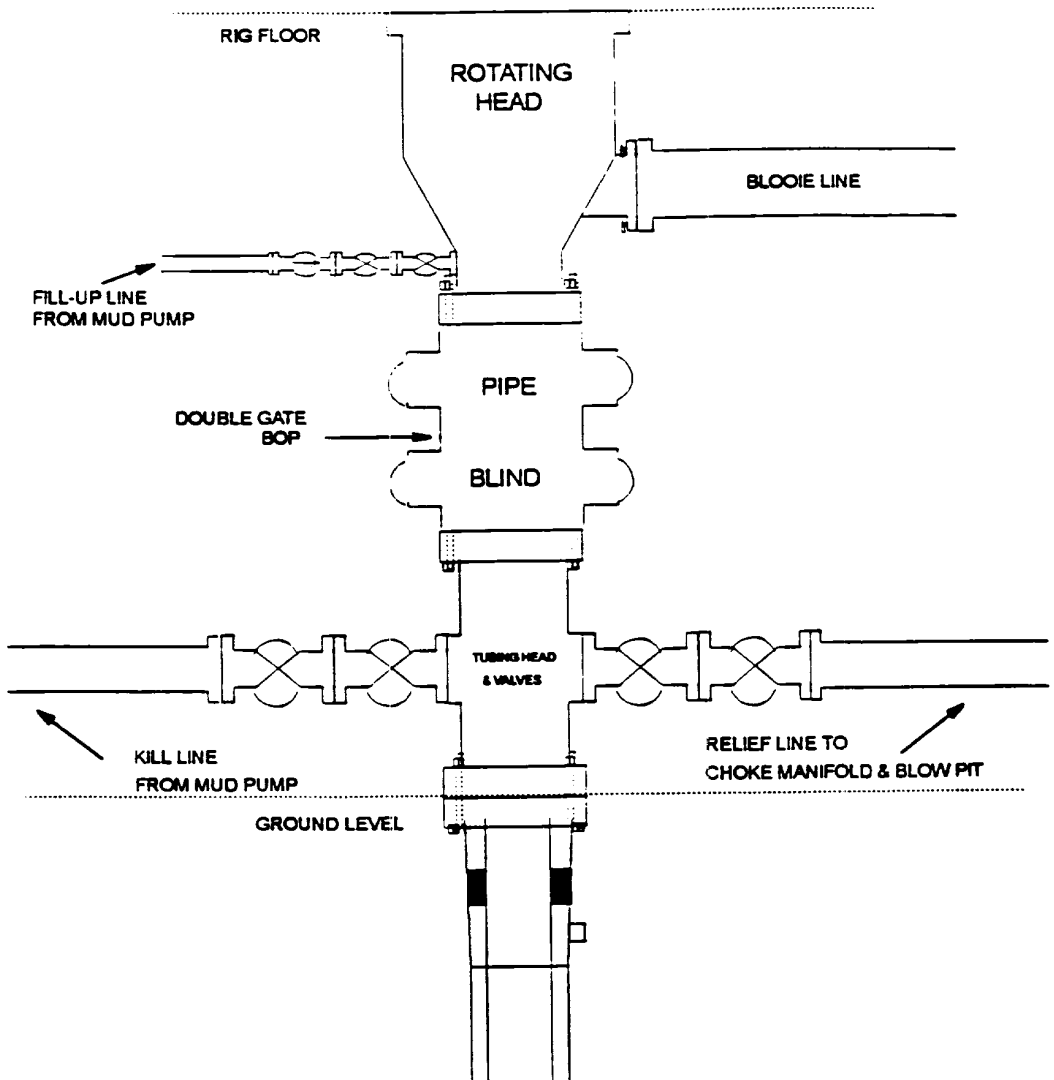 RIG FLOOR
ROTATING
HEAD
BLOOIE LINE
FILL-UP LINE
FROM MUD PUMP
PIPE
DOUBLE GATE
BOP
BLIND
TUBING HEAD
& VALVES
KILL LINE
FROM MUD PUMP
RELIEF LINE TO
CHOKE MANIFOLD & BLOW PIT
GROUND LEVEL